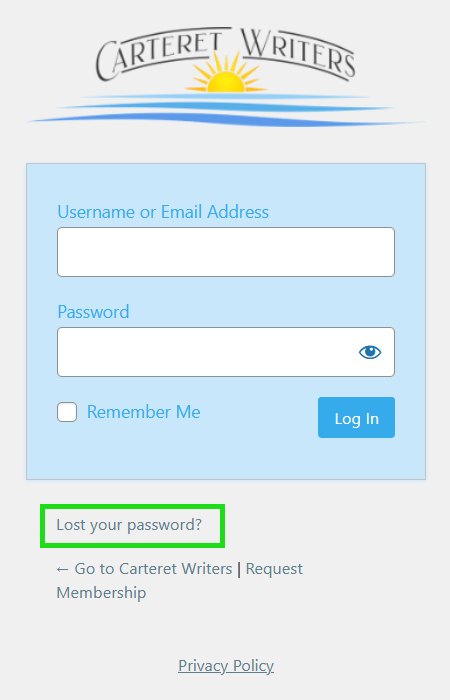 CARTERET WRITERS
Username or Email Address
Password
Remember Me
Log In
Lost your password?
← Go to Carteret Writers | Request
Membership
Privacy Policy